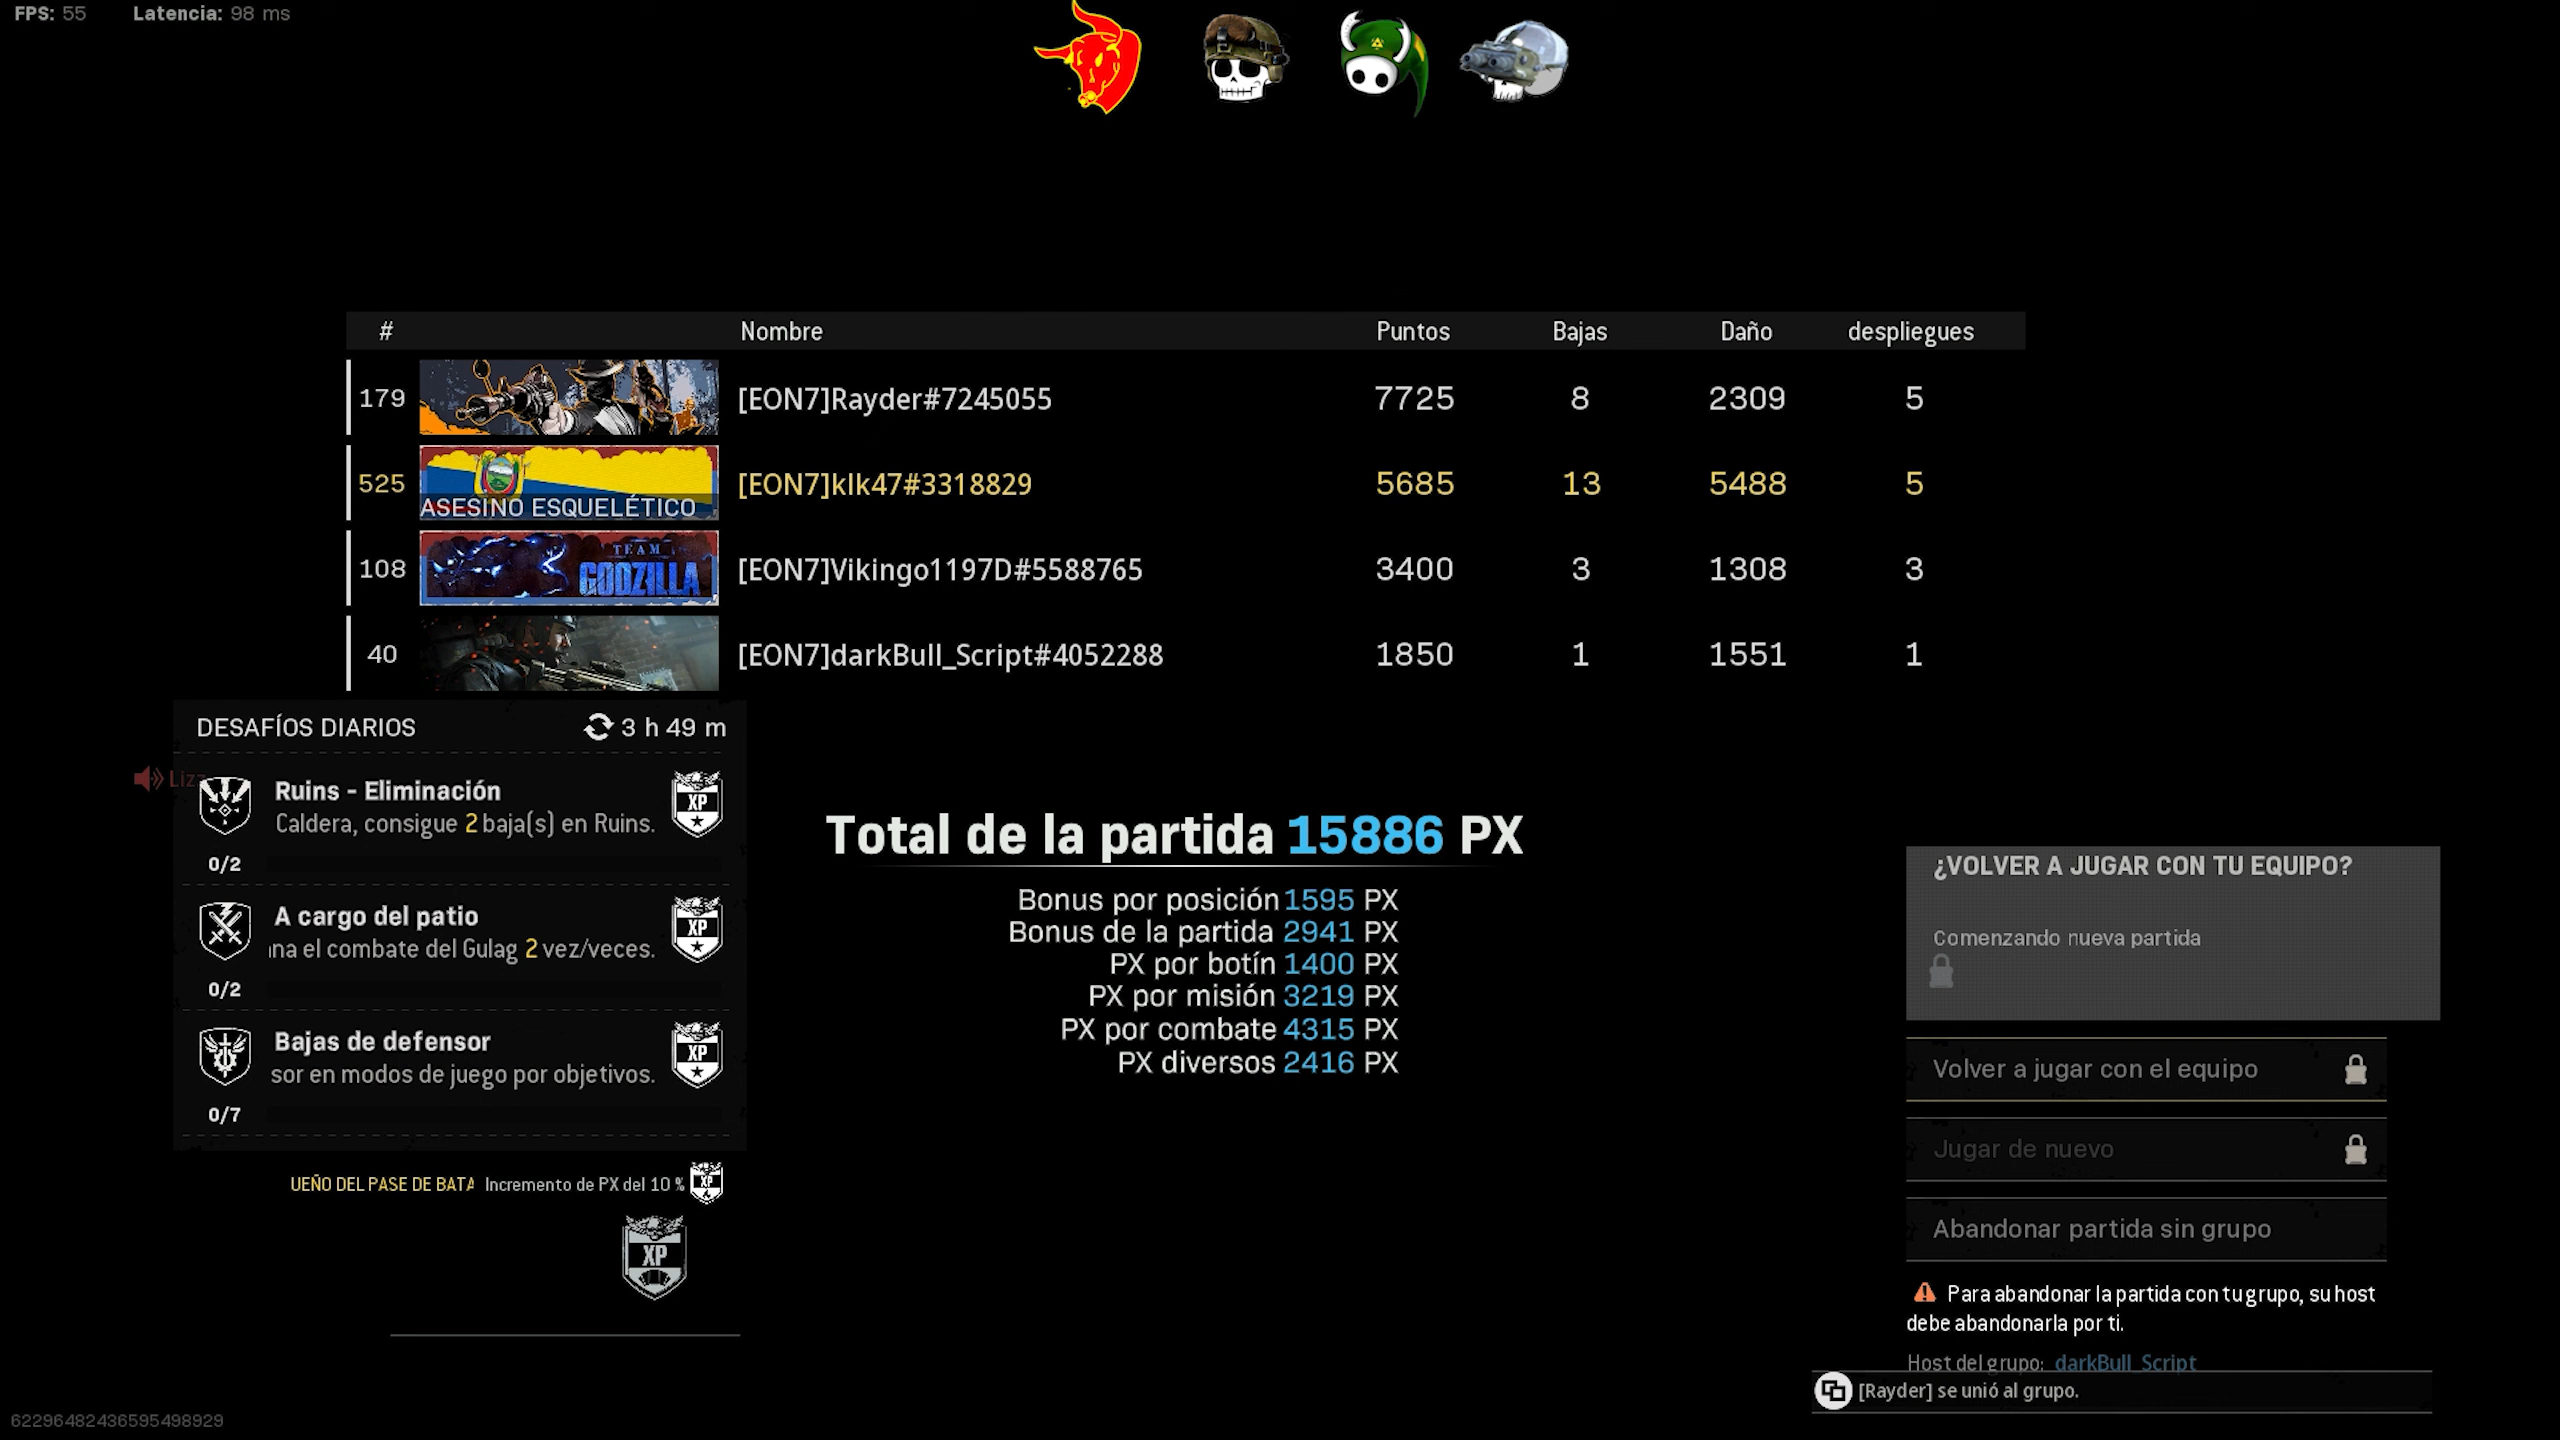 FPS: 55 Latencia: 98 ms
# Nombre Puntos Bajas Daño despliegues
179 [EON7]Rayder#7245055 7725 8 2309 5
525 ASESINO ESQUELÉTICO [EON7]klk47#3318829 5685 13 5488 5
108 TEAM GODZILLA [EON7]Vikingo1197D#5588765 3400 3 1308 3
40 [EON7]darkBull_Script#4052288 1850 1 1551 1
DESAFÍOS DIARIOS 3 h 49 m
Liz
Ruins - Eliminación
XP
Caldera, consigue 2 baja(s) en Ruins.
0/2
A cargo del patio
XP
na el combate del Gulag 2 vez/veces.
0/2
Bajas de defensor
XP
sor en modos de juego por objetivos.
0/7
UEÑO DEL PASE DE BATA Incremento de PX del 10 % XP
XP
Total de la partida 15886 PX
Bonus por posición 1595 PX
Bonus de la partida 2941 PX
PX por botín 1400 PX
PX por misión 3219 PX
PX por combate 4315 PX
PX diversos 2416 PX
¿VOLVER A JUGAR CON TU EQUIPO?
Comenzando nueva partida
Volver a jugar con el equipo
Jugar de nuevo
Abandonar partida sin grupo
Para abandonar la partida con tu grupo, su host
debe abandonarla por ti.
Host del grupo: darkBull_Script
[Rayder] se unió al grupo.
62296482436595498929